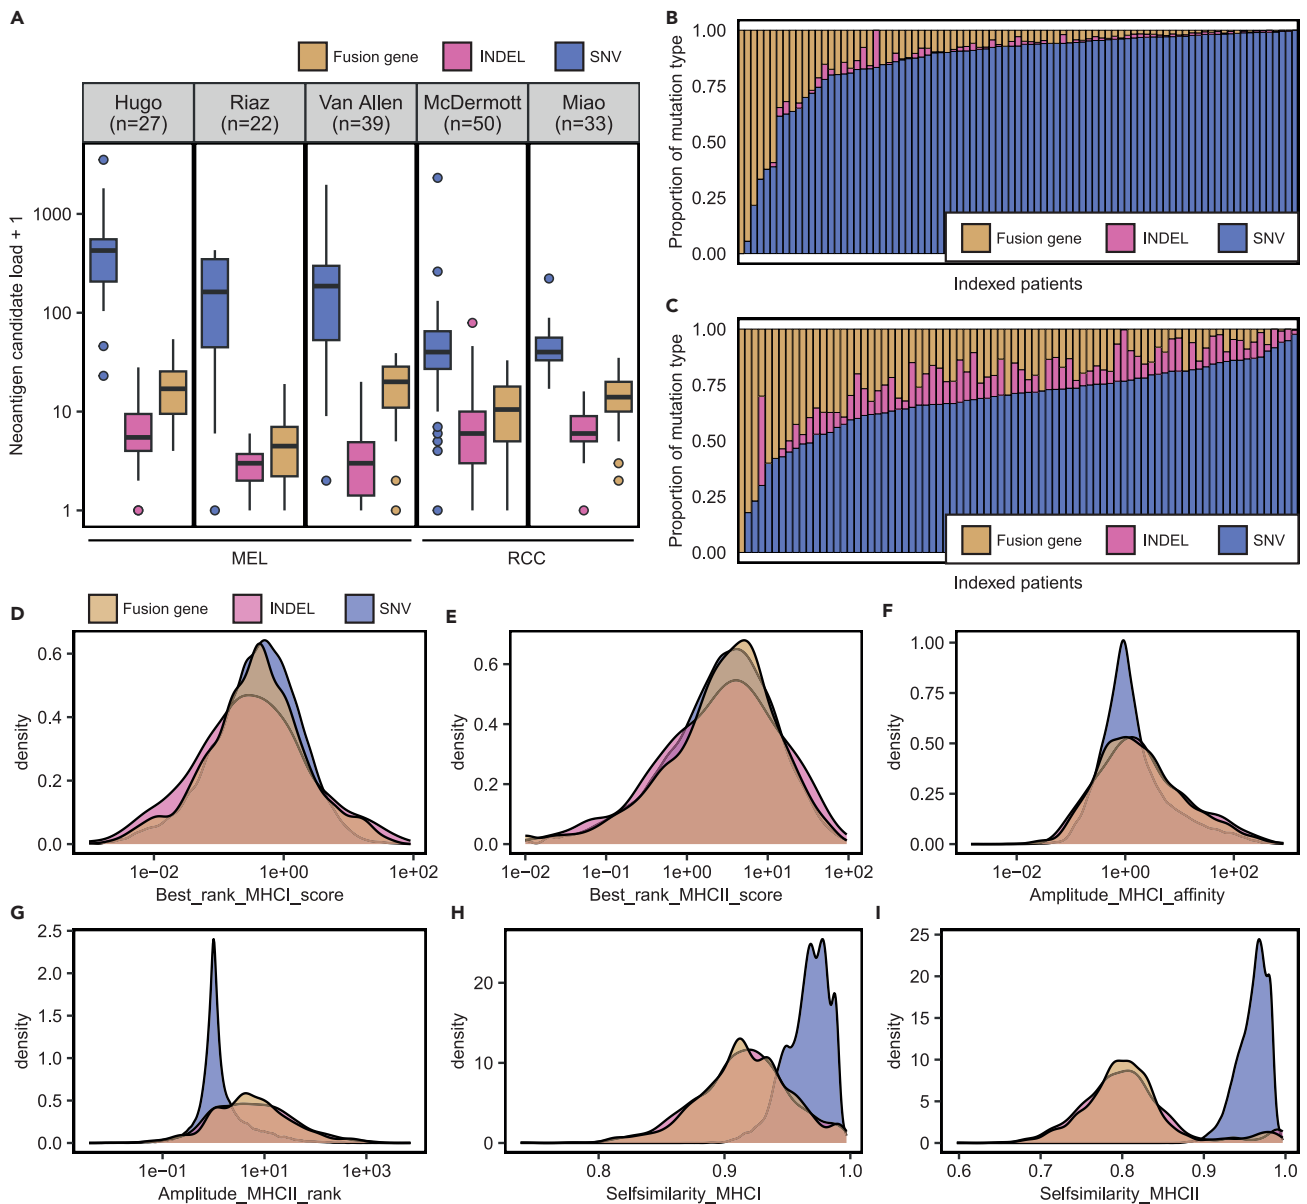 A
Fusion gene INDEL SNV
Hugo (n=27) Riaz (n=22) Van Allen (n=39) McDermott (n=50) Miao (n=33)
Neoantigen candidate load + 1
1000
100
10
1
MEL RCC
B
Proportion of mutation type
1.00
0.75
0.50
0.25
0.00
Fusion gene INDEL SNV
Indexed patients
C
Proportion of mutation type
1.00
0.75
0.50
0.25
0.00
Fusion gene INDEL SNV
Indexed patients
Fusion gene INDEL SNV
D
density
0.6
0.4
0.2
0.0
1e-02 1e+00 1e+02
Best_rank_MHCI_score
E
density
0.6
0.4
0.2
0.0
1e-02 1e-01 1e+00 1e+01 1e+02
Best_rank_MHCII_score
F
density
1.00
0.75
0.50
0.25
0.00
1e-02 1e+00 1e+02
Amplitude_MHCI_affinity
G
density
2.5
2.0
1.5
1.0
0.5
0.0
1e-01 1e+01 1e+03
Amplitude_MHCII_rank
H
density
20
10
0
0.8 0.9 1.0
Selfsimilarity_MHCI
I
density
25
20
15
10
5
0
0.6 0.7 0.8 0.9 1.0
Selfsimilarity_MHCII